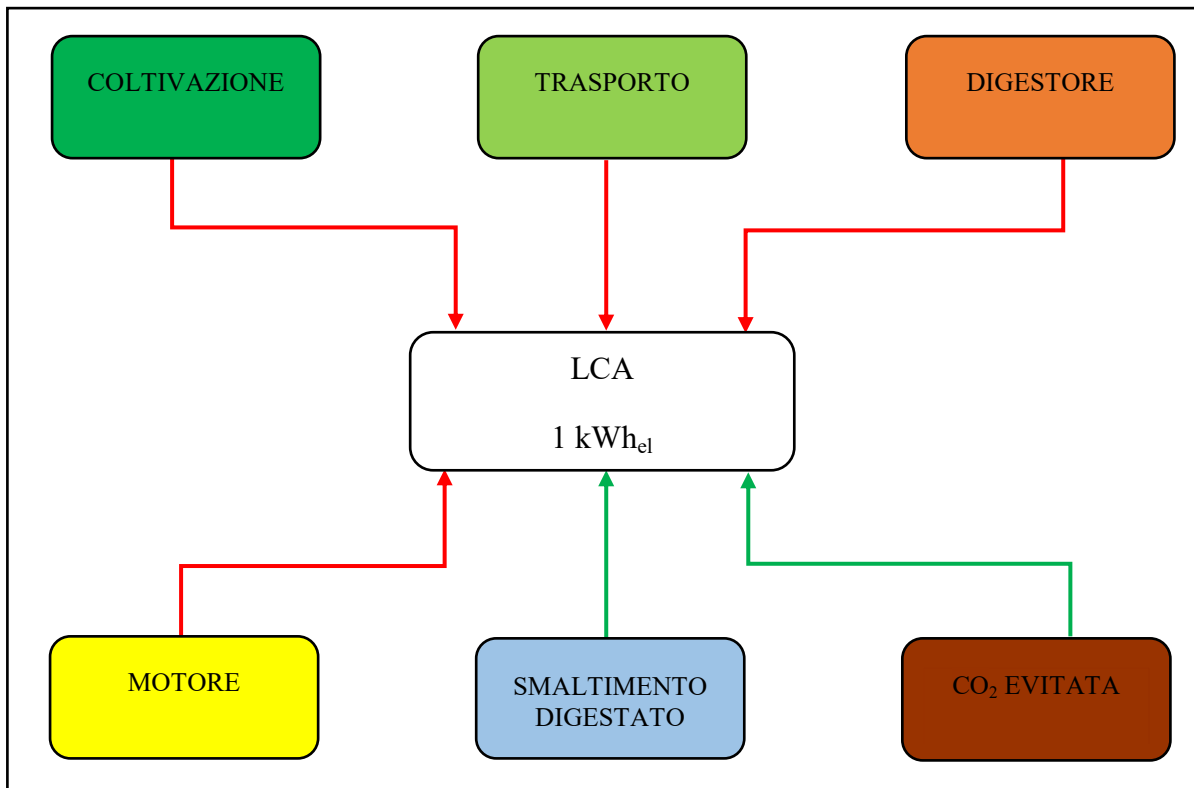 COLTIVAZIONE
TRASPORTO
DIGESTORE
LCA
1 kWhel
MOTORE
SMALTIMENTO
DIGESTATO
CO2 EVITATA